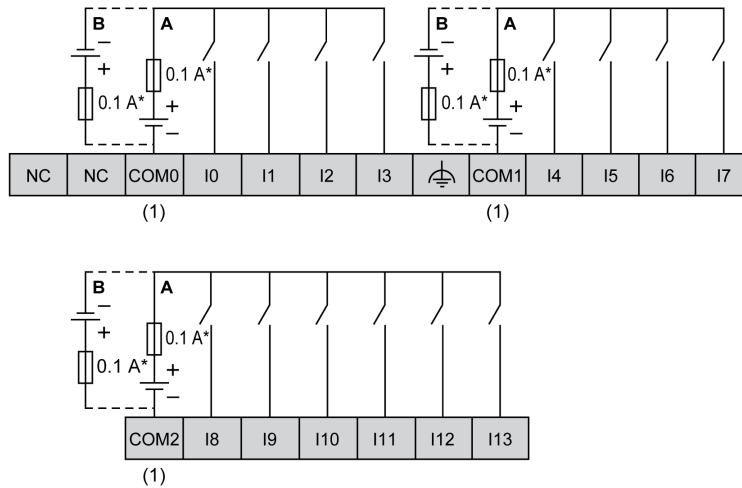 B A B A
− −
+ 0.1 A* + 0.1 A*
0.1 A* + 0.1 A* +
− −
NC NC COM0 I0 I1 I2 I3 COM1 I4 I5 I6 I7
(1) (1)
B A
−
+ 0.1 A*
0.1 A* +
−
COM2 I8 I9 I10 I11 I12 I13
(1)